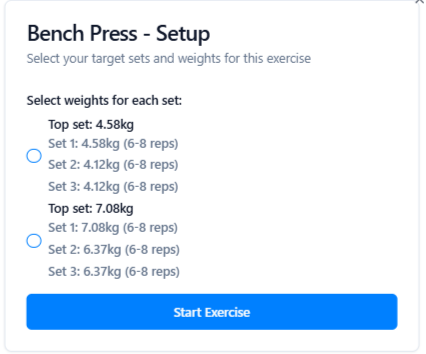 Bench Press - Setup
Select your target sets and weights for this exercise
Select weights for each set:
Top set: 4.58kg
Set 1: 4.58kg (6-8 reps)
Set 2: 4.12kg (6-8 reps)
Set 3: 4.12kg (6-8 reps)
Top set: 7.08kg
Set 1: 7.08kg (6-8 reps)
Set 2: 6.37kg (6-8 reps)
Set 3: 6.37kg (6-8 reps)
Start Exercise